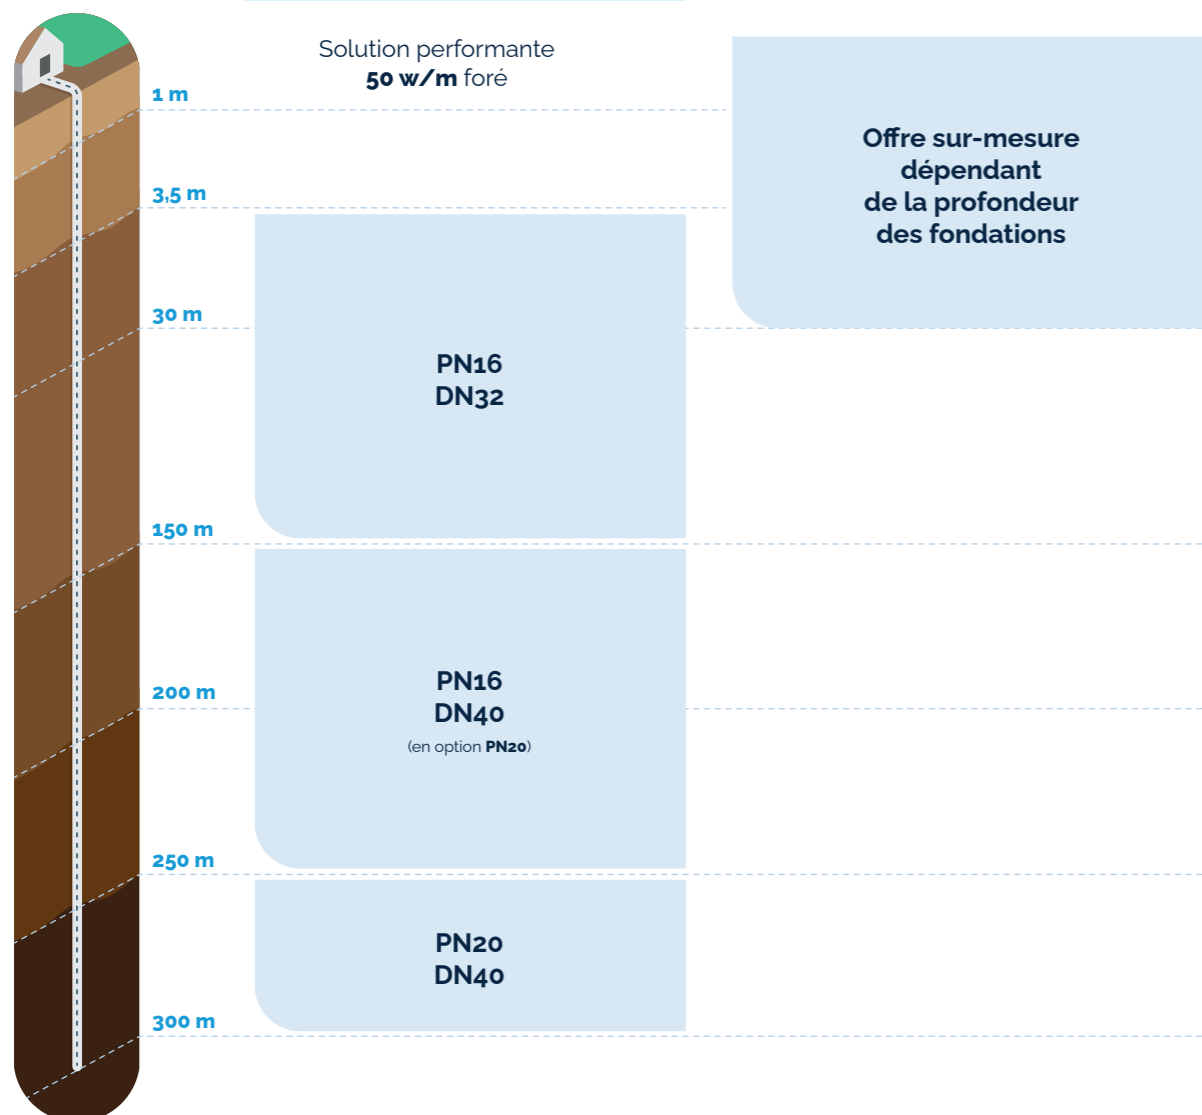 Solution performante
50 w/m foré
1 m
3,5 m
30 m
150 m
200 m
250 m
300 m
PN16
DN32
PN16
DN40
(en option PN20)
PN20
DN40
Offre sur-mesure
dépendant
de la profondeur
des fondations